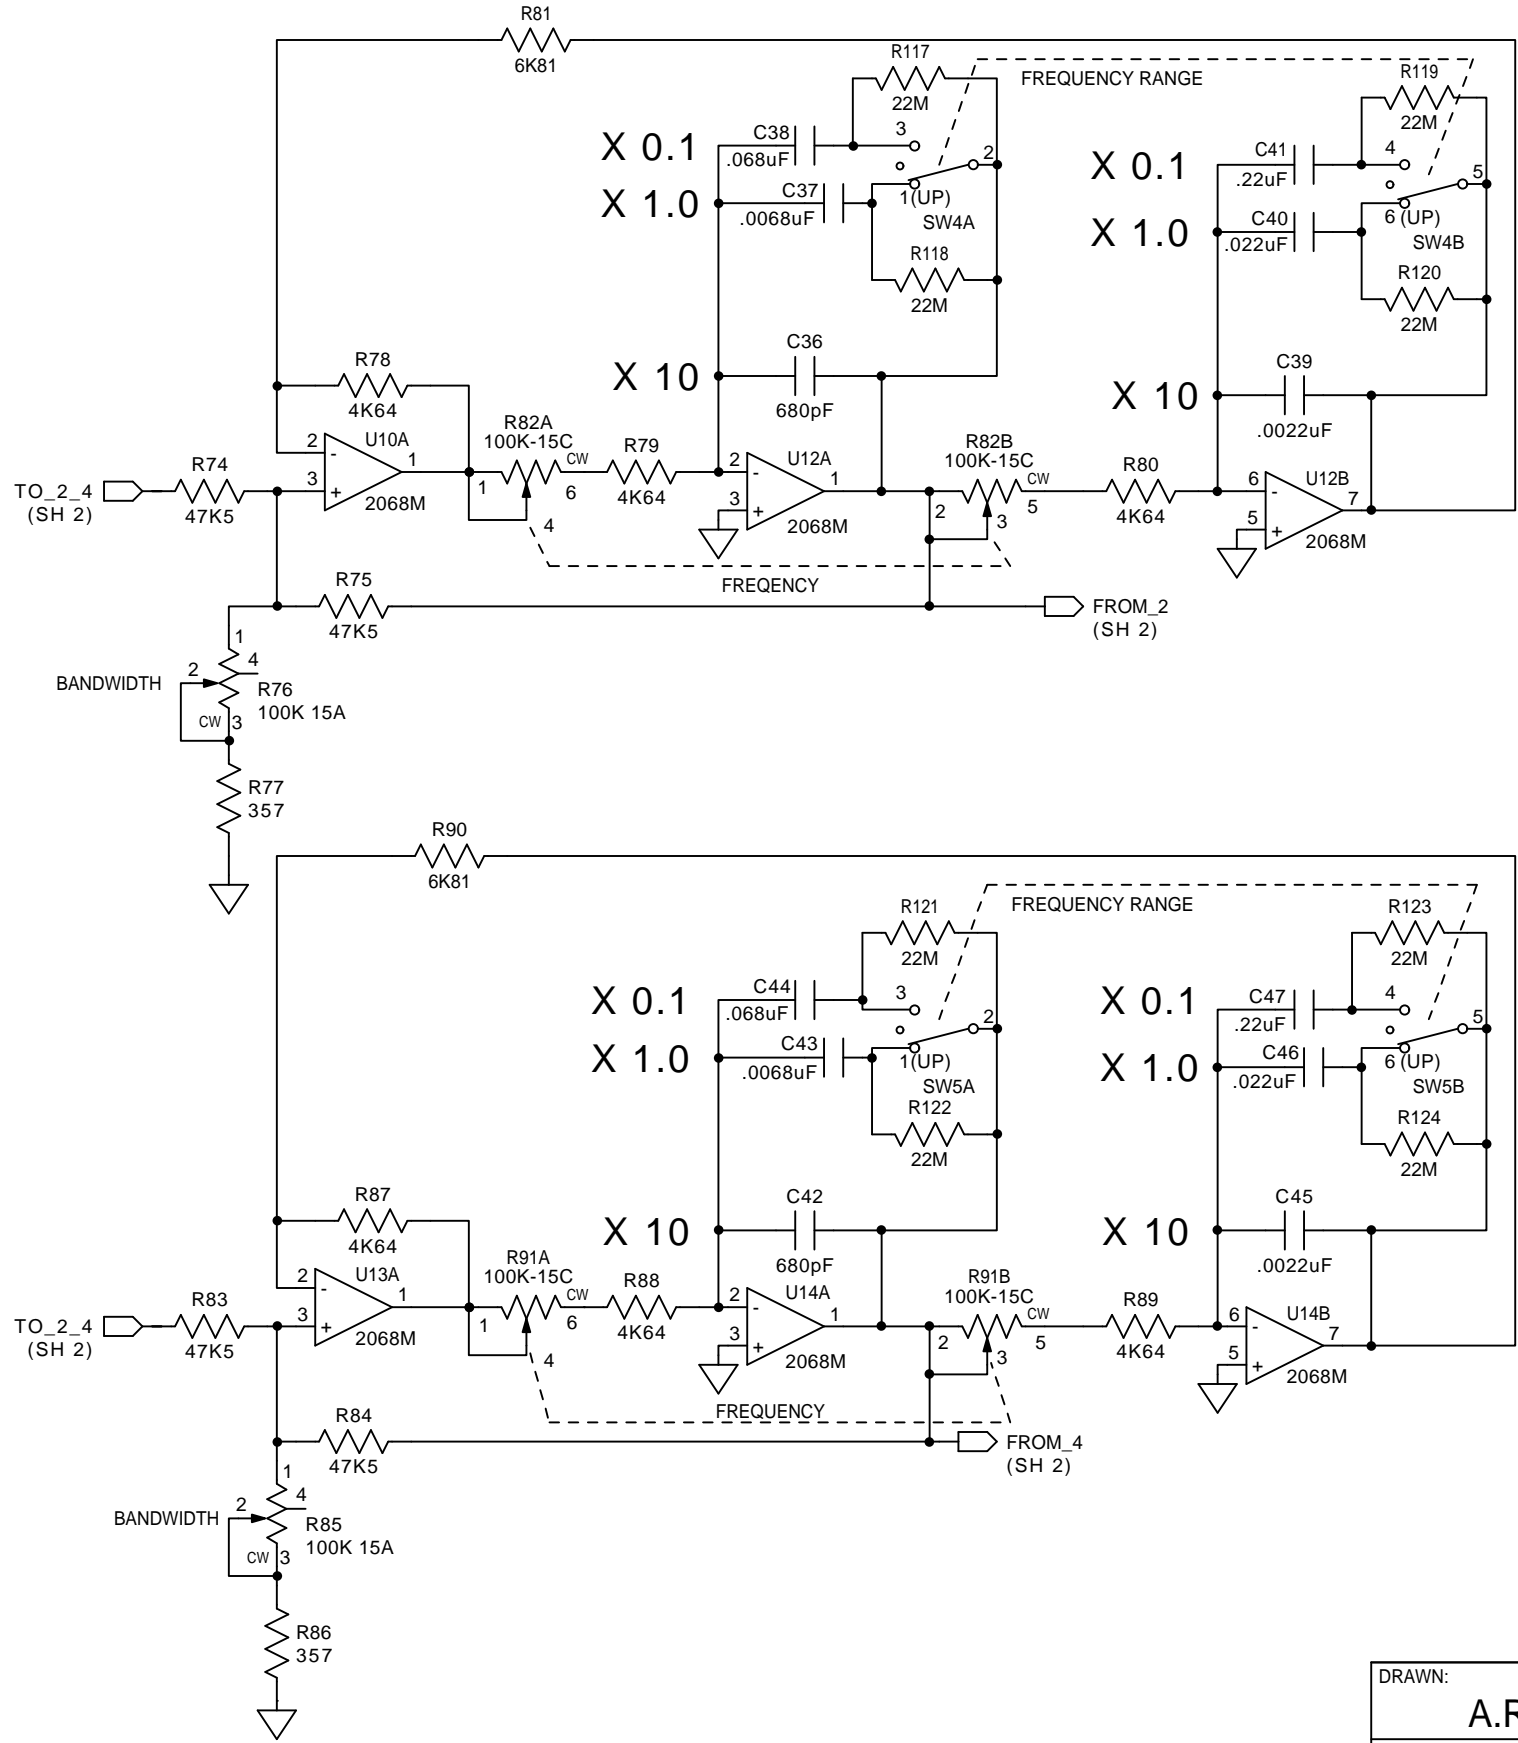 R81
6K81
R117
22M
FREQUENCY RANGE
R119
22M
X 0.1
C38
.068uF
3
2
X 0.1
C41
.22uF
4
5
X 1.0
C37
.0068uF
1(UP)
SW4A
X 1.0
C40
.022uF
6 (UP)
SW4B
R118
22M
R120
22M
X 10
C36
680pF
X 10
C39
.0022uF
R78
4K64
R82A
100K-15C
CW
1
6
4
R79
4K64
2
-
3
+
U10A
1
2068M
TO_2_4
(SH 2)
R74
47K5
2
-
3
+
U12A
1
2068M
R82B
100K-15C
CW
2
3
5
R80
4K64
6
-
5
+
U12B
7
2068M
FREQENCY
R75
47K5
FROM_2
(SH 2)
BANDWIDTH
1
2
4
R76
100K 15A
CW
3
R77
357
R90
6K81
R121
22M
FREQUENCY RANGE
R123
22M
X 0.1
C44
.068uF
3
2
X 0.1
C47
.22uF
4
5
X 1.0
C43
.0068uF
1(UP)
SW5A
X 1.0
C46
.022uF
6 (UP)
SW5B
R122
22M
R124
22M
X 10
C42
680pF
X 10
C45
.0022uF
R87
4K64
R91A
100K-15C
CW
1
6
4
R88
4K64
2
-
3
+
U13A
1
2068M
TO_2_4
(SH 2)
R83
47K5
2
-
3
+
U14A
1
2068M
R91B
100K-15C
CW
2
3
5
R89
4K64
6
-
5
+
U14B
7
2068M
FREQUENCY
R84
47K5
FROM_4
(SH 2)
BANDWIDTH
1
2
4
R85
100K 15A
CW
3
R86
357
DRAWN:
A.R